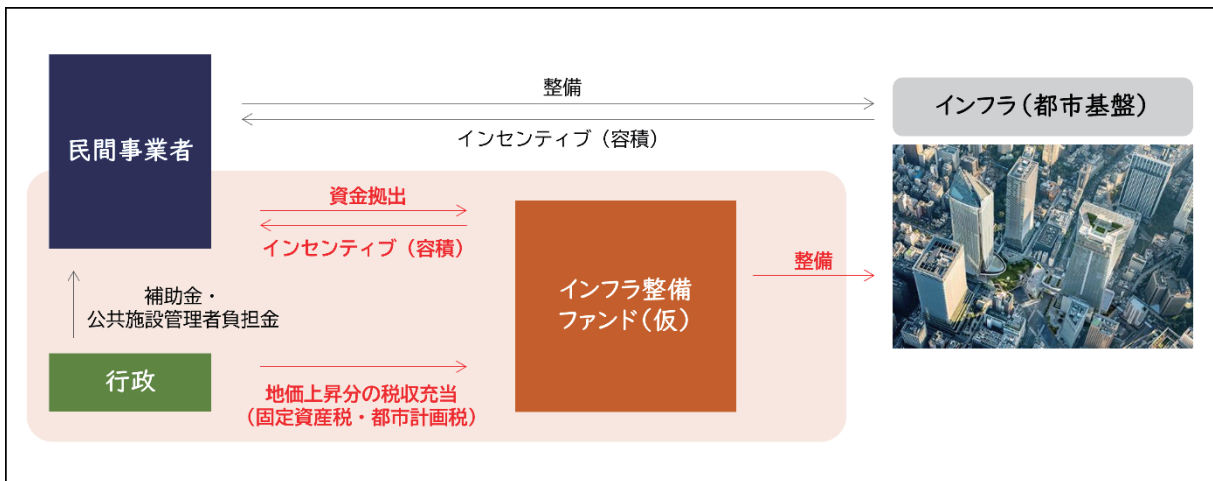 整備
インセンティブ（容積）
インフラ（都市基盤）
民間事業者
資金拠出
インセンティブ（容積）
インフラ整備
ファンド（仮）
整備
補助金・
公共施設管理者負担金
行政
地価上昇分の税収充当
（固定資産税・都市計画税）